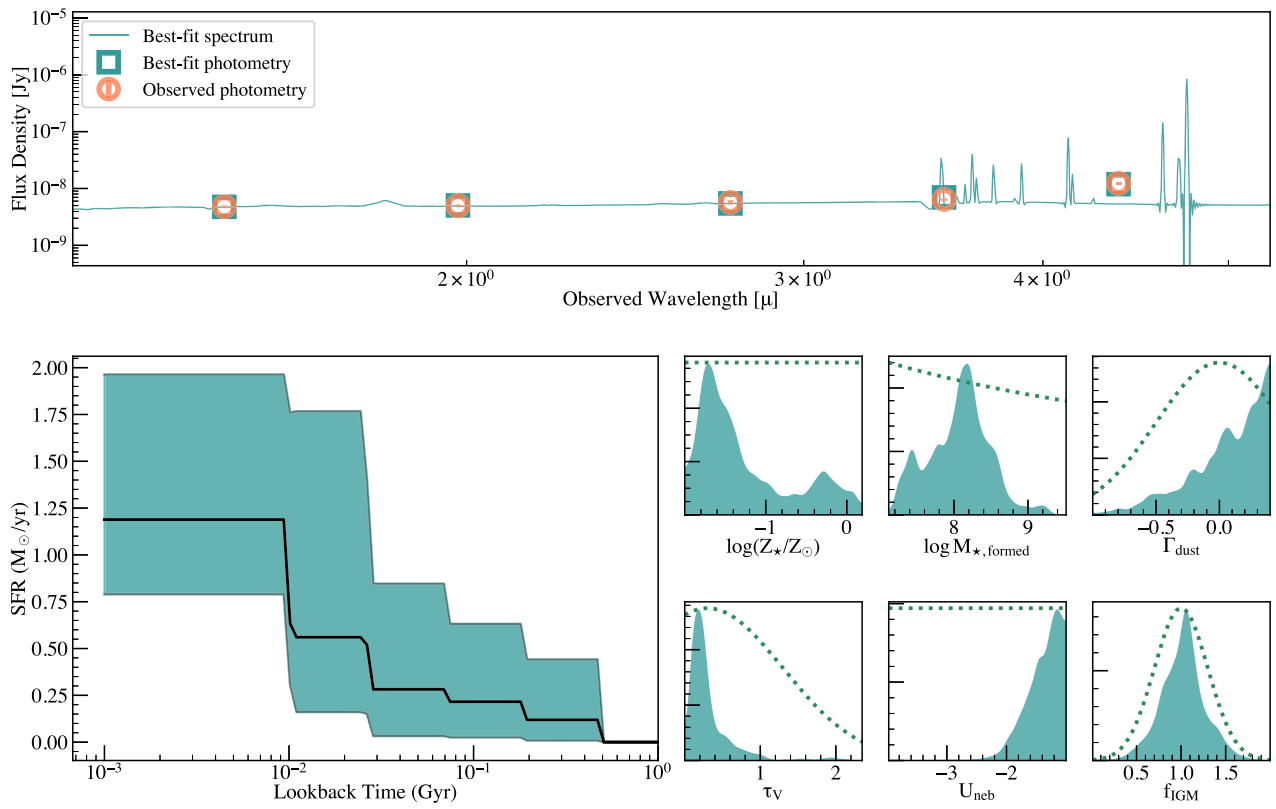 10⁻⁵
10⁻⁶
10⁻⁷
10⁻⁸
10⁻⁹
Flux Density [Jy]
Best-fit spectrum
Best-fit photometry
Observed photometry
2 × 10⁰
3 × 10⁰
4 × 10⁰
Observed Wavelength [μ]
2.00
1.75
1.50
1.25
1.00
0.75
0.50
0.25
0.00
SFR (M☉/yr)
10⁻³
10⁻²
10⁻¹
10⁰
Lookback Time (Gyr)
-1
0
log(Z⋆/Z☉)
8
9
log M⋆,formed
-0.5
0.0
Γdust
1
2
τV
-3
-2
Uneb
0.5
1.0
1.5
fIGM